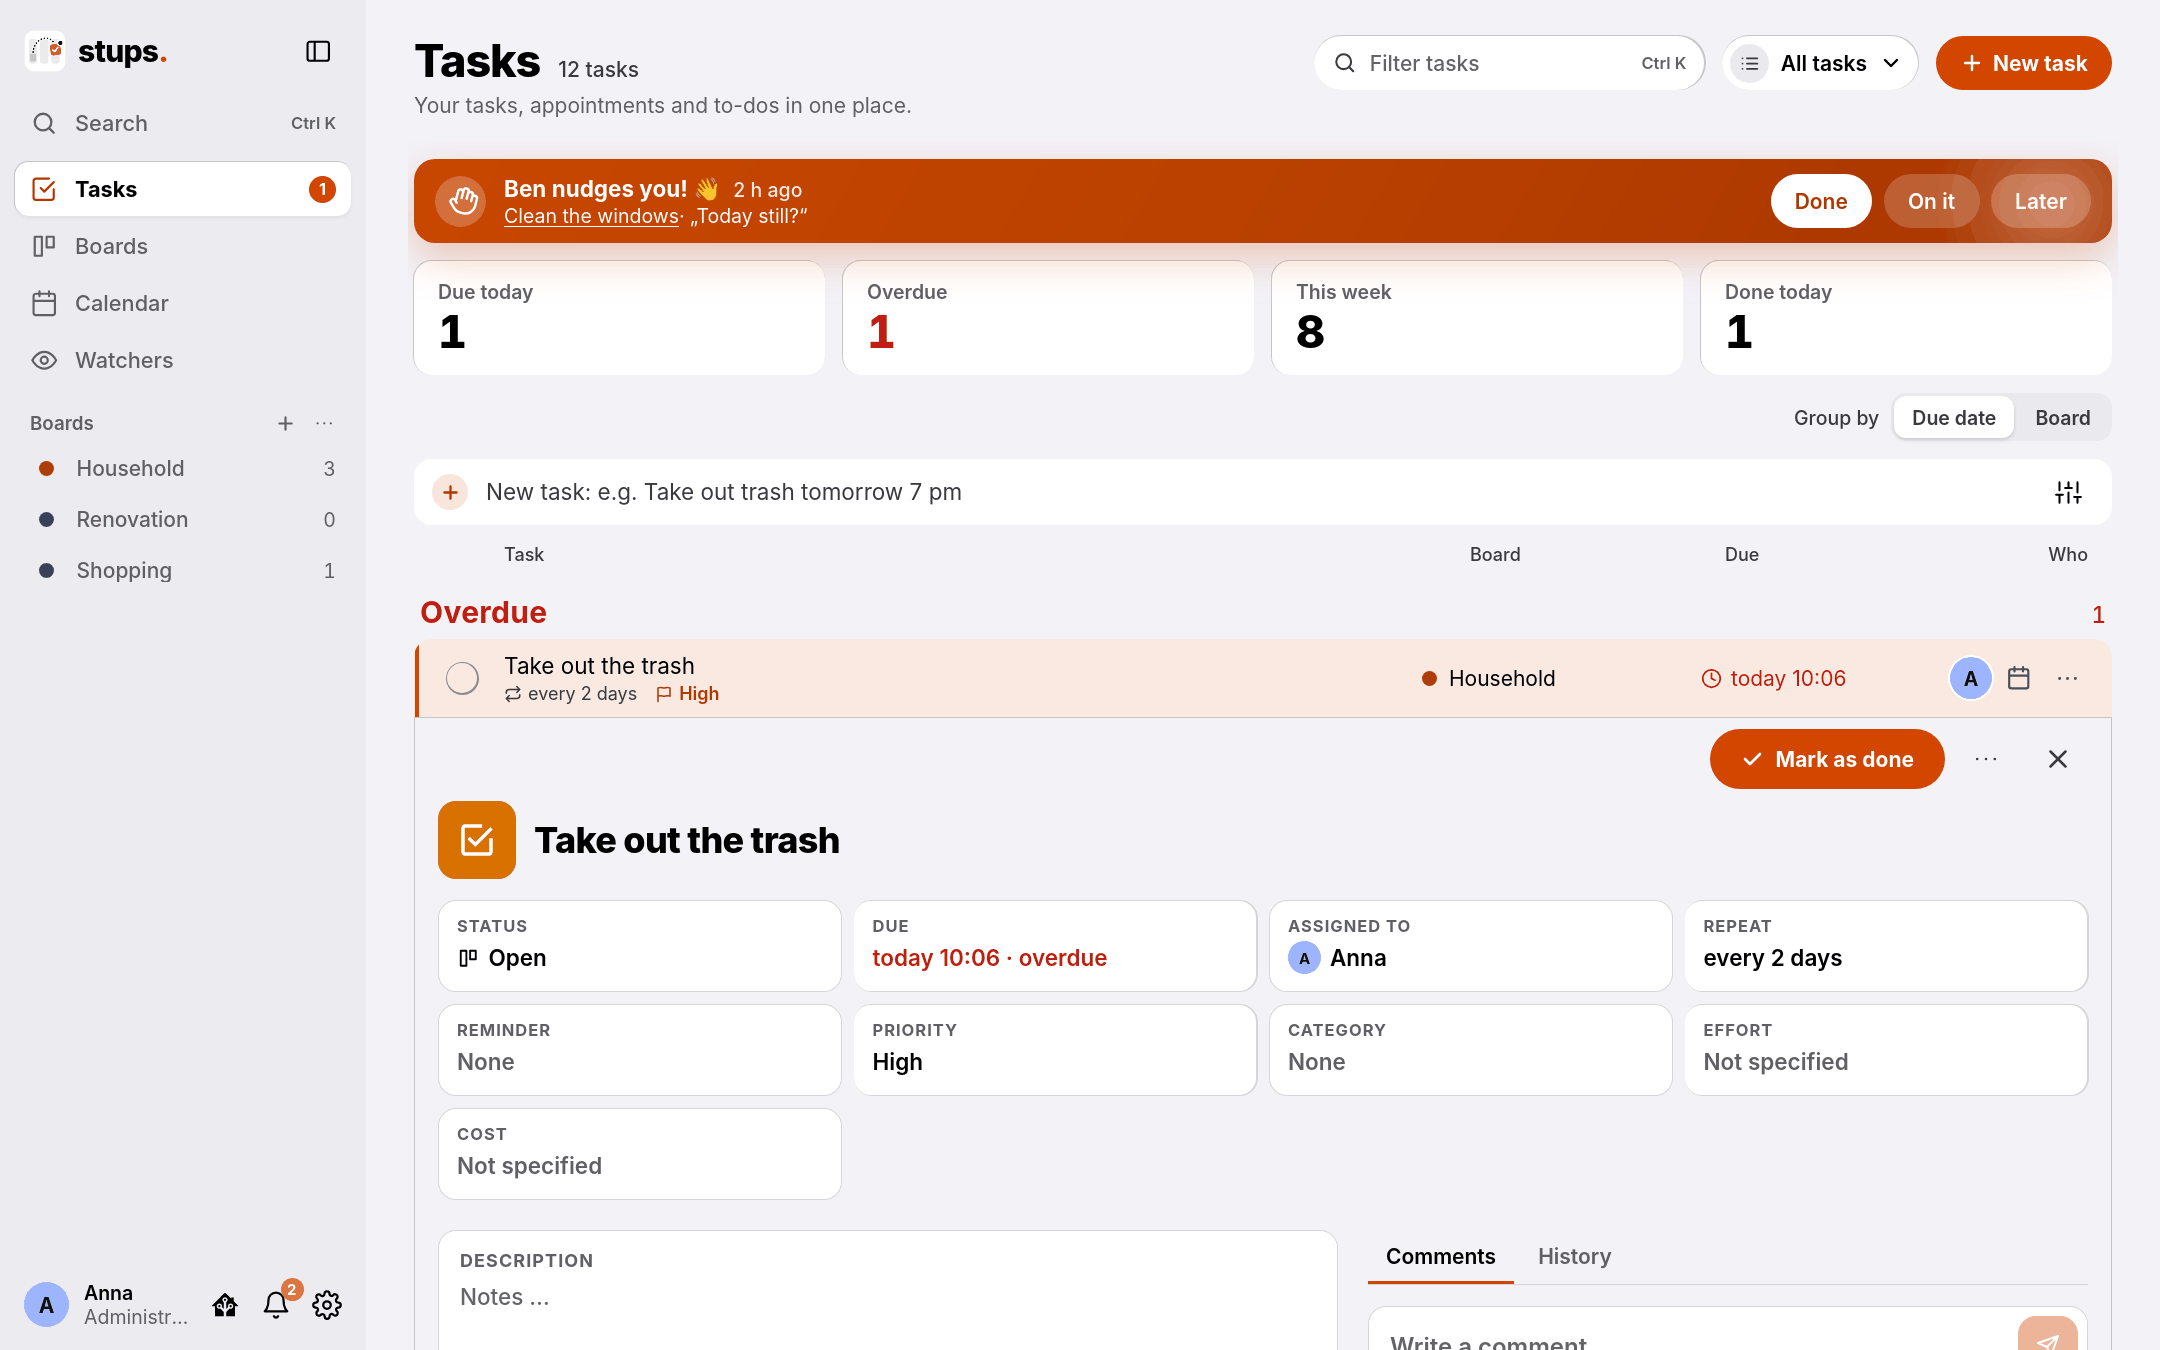 stups.
Search Ctrl K
Tasks 1
Boards
Calendar
Watchers
Boards
Household 3
Renovation 0
Shopping 1
A Anna
Administr...
2
Tasks 12 tasks
Your tasks, appointments and to-dos in one place.
Filter tasks Ctrl K
All tasks
New task
Ben nudges you! 👋 2 h ago
Clean the windows· „Today still?“
Done On it Later
Due today
1
Overdue
1
This week
8
Done today
1
Group by Due date Board
New task: e.g. Take out trash tomorrow 7 pm
Task Board Due Who
Overdue 1
Take out the trash
every 2 days High
Household
today 10:06
A
Mark as done
Take out the trash
STATUS
Open
DUE
today 10:06 · overdue
ASSIGNED TO
A Anna
REPEAT
every 2 days
REMINDER
None
PRIORITY
High
CATEGORY
None
EFFORT
Not specified
COST
Not specified
DESCRIPTION
Notes ...
Comments History
Write a comment